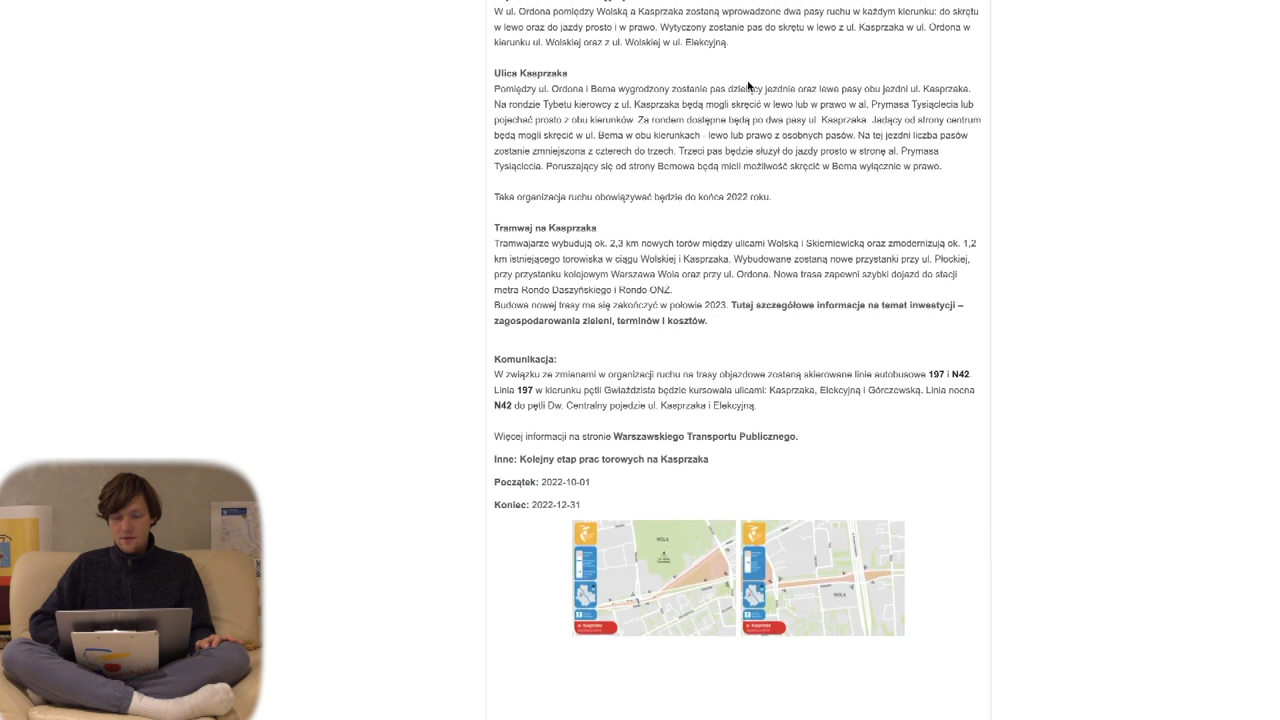 W ul. Ordona pomiędzy Wolską a Kasprzaka zostaną wprowadzone dwa pasy ruchu w każdym kierunku: do skrętu
w lewo oraz do jazdy prosto i w prawo. Wytyczony zostanie pas do skrętu w lewo z ul. Kasprzaka w ul. Ordona w
kierunku ul. Wolskiej oraz z ul. Wolskiej w ul. Elekcyjną.
Ulica Kasprzaka
Pomiędzy ul. Ordona i Bema wygrodzony zostanie pas dzielący jezdnie oraz lewe pasy obu jezdni ul. Kasprzaka.
Na rondzie Tybetu kierowcy z ul. Kasprzaka będą mogli skręcić w lewo lub w prawo w al. Prymasa Tysiąclecia lub
pojechać prosto z obu kierunków. Za rondem dostępne będą po dwa pasy ul. Kasprzaka. Jadący od strony centrum
będą mogli skręcić w ul. Bema w obu kierunkach - lewo lub prawo z osobnych pasów. Na tej jezdni liczba pasów
zostanie zmniejszona z czterech do trzech. Trzeci pas będzie służył do jazdy prosto w stronę al. Prymasa
Tysiąclecia. Poruszający się od strony Bemowa będą mieli możliwość skręcić w Bema wyłącznie w prawo.
Taka organizacja ruchu obowiązywać będzie do końca 2022 roku.
Tramwaj na Kasprzaka
Tramwajarze wybudują ok. 2,3 km nowych torów między ulicami Wolską i Skierniewicką oraz zmodernizują ok. 1,2
km istniejącego torowiska w ciągu Wolskiej i Kasprzaka. Wybudowane zostaną nowe przystanki przy ul. Płockiej,
przy przystanku kolejowym Warszawa Wola oraz przy ul. Ordona. Nowa trasa zapewni szybki dojazd do stacji
metra Rondo Daszyńskiego i Rondo ONZ.
Budowa nowej trasy ma się zakończyć w połowie 2023. Tutaj szczegółowe informacje na temat inwestycji –
zagospodarowania zieleni, terminów i kosztów.
Komunikacja:
W związku ze zmianami w organizacji ruchu na trasy objazdowe zostaną skierowane linie autobusowe 197 i N42.
Linia 197 w kierunku pętli Gwiaździsta będzie kursowała ulicami: Kasprzaka, Elekcyjną i Górczewską. Linia nocna
N42 do pętli Dw. Centralny pojedzie ul. Kasprzaka i Elekcyjną.
Więcej informacji na stronie Warszawskiego Transportu Publicznego.
Inne: Kolejny etap prac torowych na Kasprzaka
Początek: 2022-10-01
Koniec: 2022-12-31
WOLA
WOLA
Kasprzaka
Kasprzaka